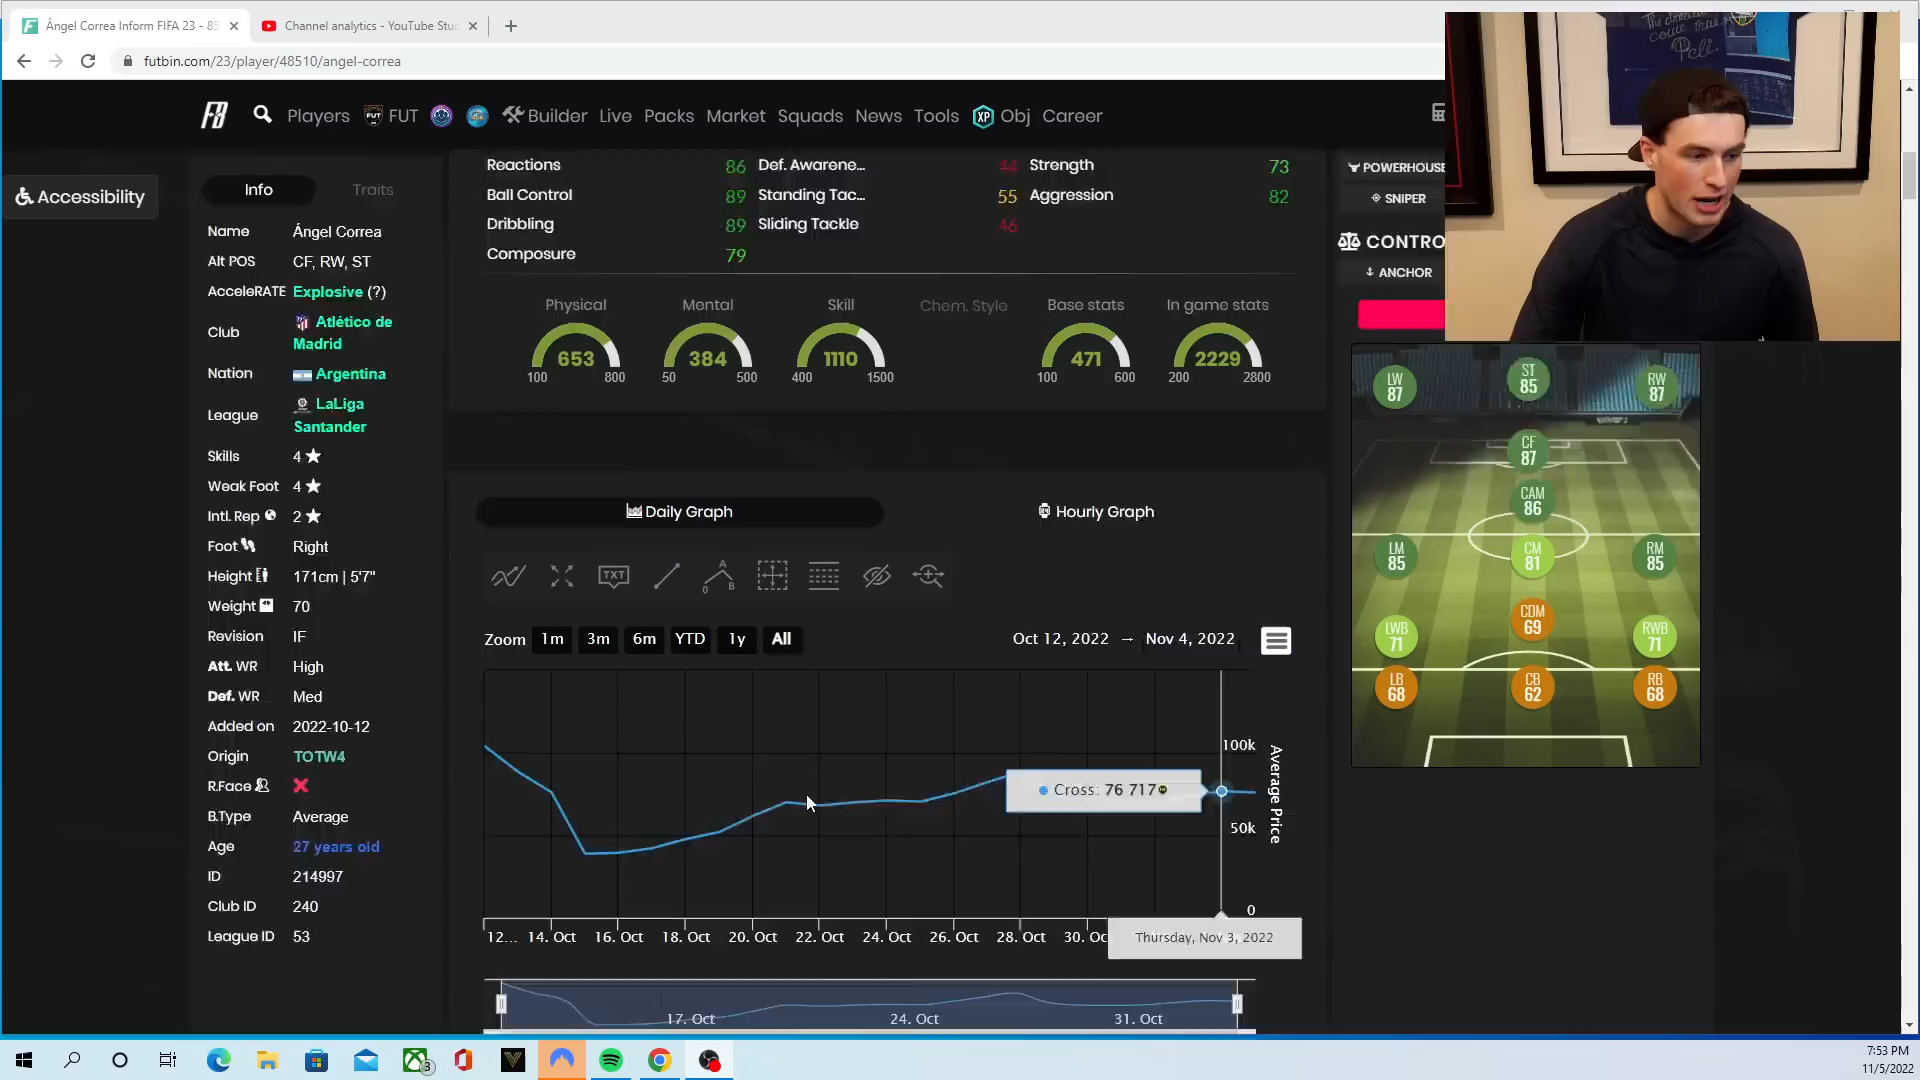 Ángel Correa Inform FIFA 23 - 85
Channel analytics - YouTube Stu
futbin.com/23/player/48510/angel-correa
The dream
come true
Pelé.
Players FUT Builder Live Packs Market Squads News Tools XP Obj Career
Accessibility
Info Traits
Name Ángel Correa
Alt POS CF, RW, ST
AcceleRATE Explosive (?)
Club Atlético de
Madrid
Nation Argentina
League LaLiga
Santander
Skills 4
Weak Foot 4
Intl. Rep 2
Foot Right
Height 171cm | 5'7"
Weight 70
Revision IF
Att. WR High
Def. WR Med
Added on 2022-10-12
Origin TOTW4
R.Face
B.Type Average
Age 27 years old
ID 214997
Club ID 240
League ID 53
Reactions 86 Def. Awarene... 44 Strength 73
Ball Control 89 Standing Tac... 55 Aggression 82
Dribbling 89 Sliding Tackle 46
Composure 79
Physical Mental Skill Chem. Style Base stats In game stats
653 384 1110 471 2229
100 800 50 500 400 1500 100 600 200 2800
Daily Graph Hourly Graph
TXT
A
0 B
Zoom 1m 3m 6m YTD 1y All Oct 12, 2022 → Nov 4, 2022
100k
50k
0
Average Price
Cross: 76 717
12... 14. Oct 16. Oct 18. Oct 20. Oct 22. Oct 24. Oct 26. Oct 28. Oct 30. Oc
Thursday, Nov 3, 2022
17. Oct 24. Oct 31. Oct
POWERHOUSE
SNIPER
CONTRO
ANCHOR
LW 87
ST 85
RW 87
CF 87
CAM 86
LM 85
CM 81
RM 85
CDM 69
LWB 71
RWB 71
LB 68
CB 62
RB 68
3
7:53 PM
11/5/2022